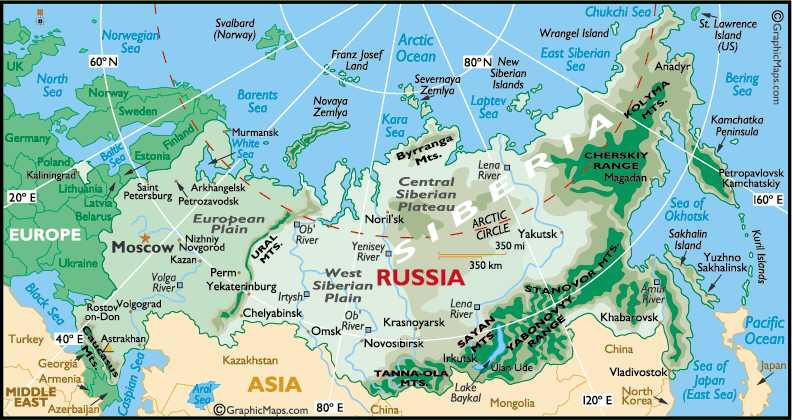 Chukchi Sea
St. Lawrence
Island
(US)
©GraphicMaps.com
Norwegian
Sea
Svalbard
(Norway)
Arctic
Ocean
Wrangel Island
East Siberian
Sea
80° N
60° N
Franz Josef
Land
Severnaya
Zemlya
New
Siberian
Islands
Anadyr
Bering
Sea
UK
North
Sea
Barents
Sea
Novaya
Zemlya
Kara
Sea
Laptev
Sea
KOLYMA
MTS.
Norway
Sweden
Finland
Murmansk
White
Sea
Byrranga
Mts.
Lena
River
CHERSKIY
RANGE
Magadan
Kamchatka
Peninsula
Petropavlovsk
Kamchatskiy
Germany
Baltic
Sea
Estonia
Poland
Kaliningrad
Lithuania
Latvia
Belarus
20° E
Saint
Petersburg
Arkhangelsk
Petrozavodsk
European
Plain
Central
Siberian
Plateau
SIBERIA
160° E
EUROPE
Moscow
Nizhniy
Novgorod
Kazan
URAL MTS.
Ob'
River
Noril'sk
Yenisey
River
ARCTIC
CIRCLE
350 mi
350 km
Yakutsk
Sea of
Okhotsk
Sakhalin
Island
Kuril Islands
Yuzhno
Sakhalinsk
Ukraine
Volga
River
Perm
Yekaterinburg
West
Siberian
Plain
RUSSIA
STANOVOY MTS.
Amur
River
Black Sea
Rostov
on-Don
Volgograd
Chelyabinsk
Irtysh
Ob'
River
Omsk
Krasnoyarsk
Novosibirsk
Lena
River
SAYAN
MTS.
YABONOVYY
RANGE
Irkutsk
Ulan Ude
Khabarovsk
Pacific
Ocean
Turkey
40° E
Caucasus
Mts.
Astrakhan
Georgia
Armenia
Azerbaijan
MIDDLE
EAST
Caspian Sea
Aral
Sea
Kazakhstan
ASIA
TANNA-OLA
MTS.
Lake
Baykal
China
Vladivostok
Sea of
Japan (East Sea)
Japan
©GraphicMaps.com
80° E
China
Mongolia
120° E
North
Korea